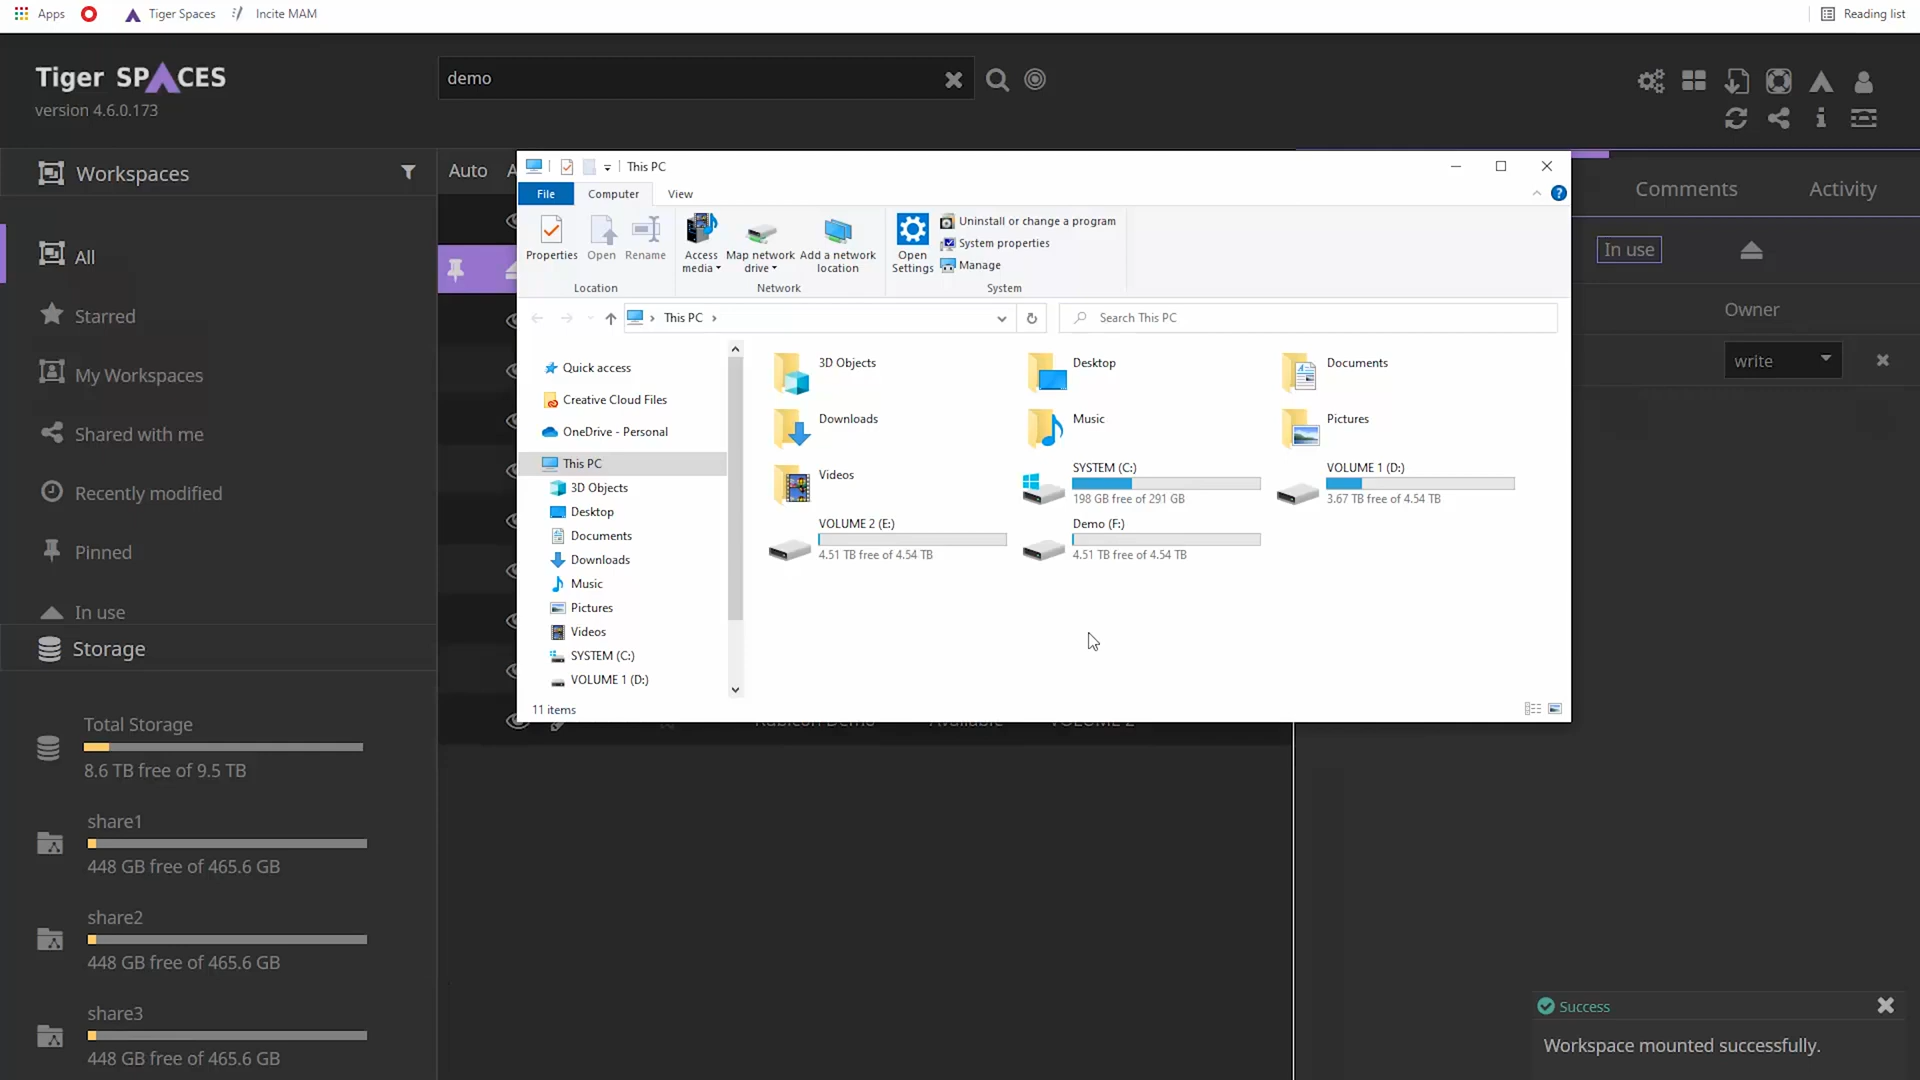 Apps
Tiger Spaces
Incite MAM
Reading list
Tiger SPACES
version 4.6.0.173
demo
Workspaces
Auto
A
Comments
Activity
All
Starred
My Workspaces
Shared with me
Recently modified
Pinned
In use
Storage
Total Storage
8.6 TB free of 9.5 TB
share1
448 GB free of 465.6 GB
share2
448 GB free of 465.6 GB
share3
448 GB free of 465.6 GB
This PC
File
Computer
View
Properties
Open
Rename
Access media
Map network drive
Add a network location
Open Settings
Uninstall or change a program
System properties
Manage
Location
Network
System
This PC
Search This PC
Quick access
Creative Cloud Files
OneDrive - Personal
This PC
3D Objects
Desktop
Documents
Downloads
Music
Pictures
Videos
SYSTEM (C:)
VOLUME 1 (D:)
3D Objects
Desktop
Documents
Downloads
Music
Pictures
Videos
SYSTEM (C:)
198 GB free of 291 GB
VOLUME 1 (D:)
3.67 TB free of 4.54 TB
VOLUME 2 (E:)
4.51 TB free of 4.54 TB
Demo (F:)
4.51 TB free of 4.54 TB
11 items
Rubicon Demo
Available
VOLUME 2
In use
Owner
write
Success
Workspace mounted successfully.